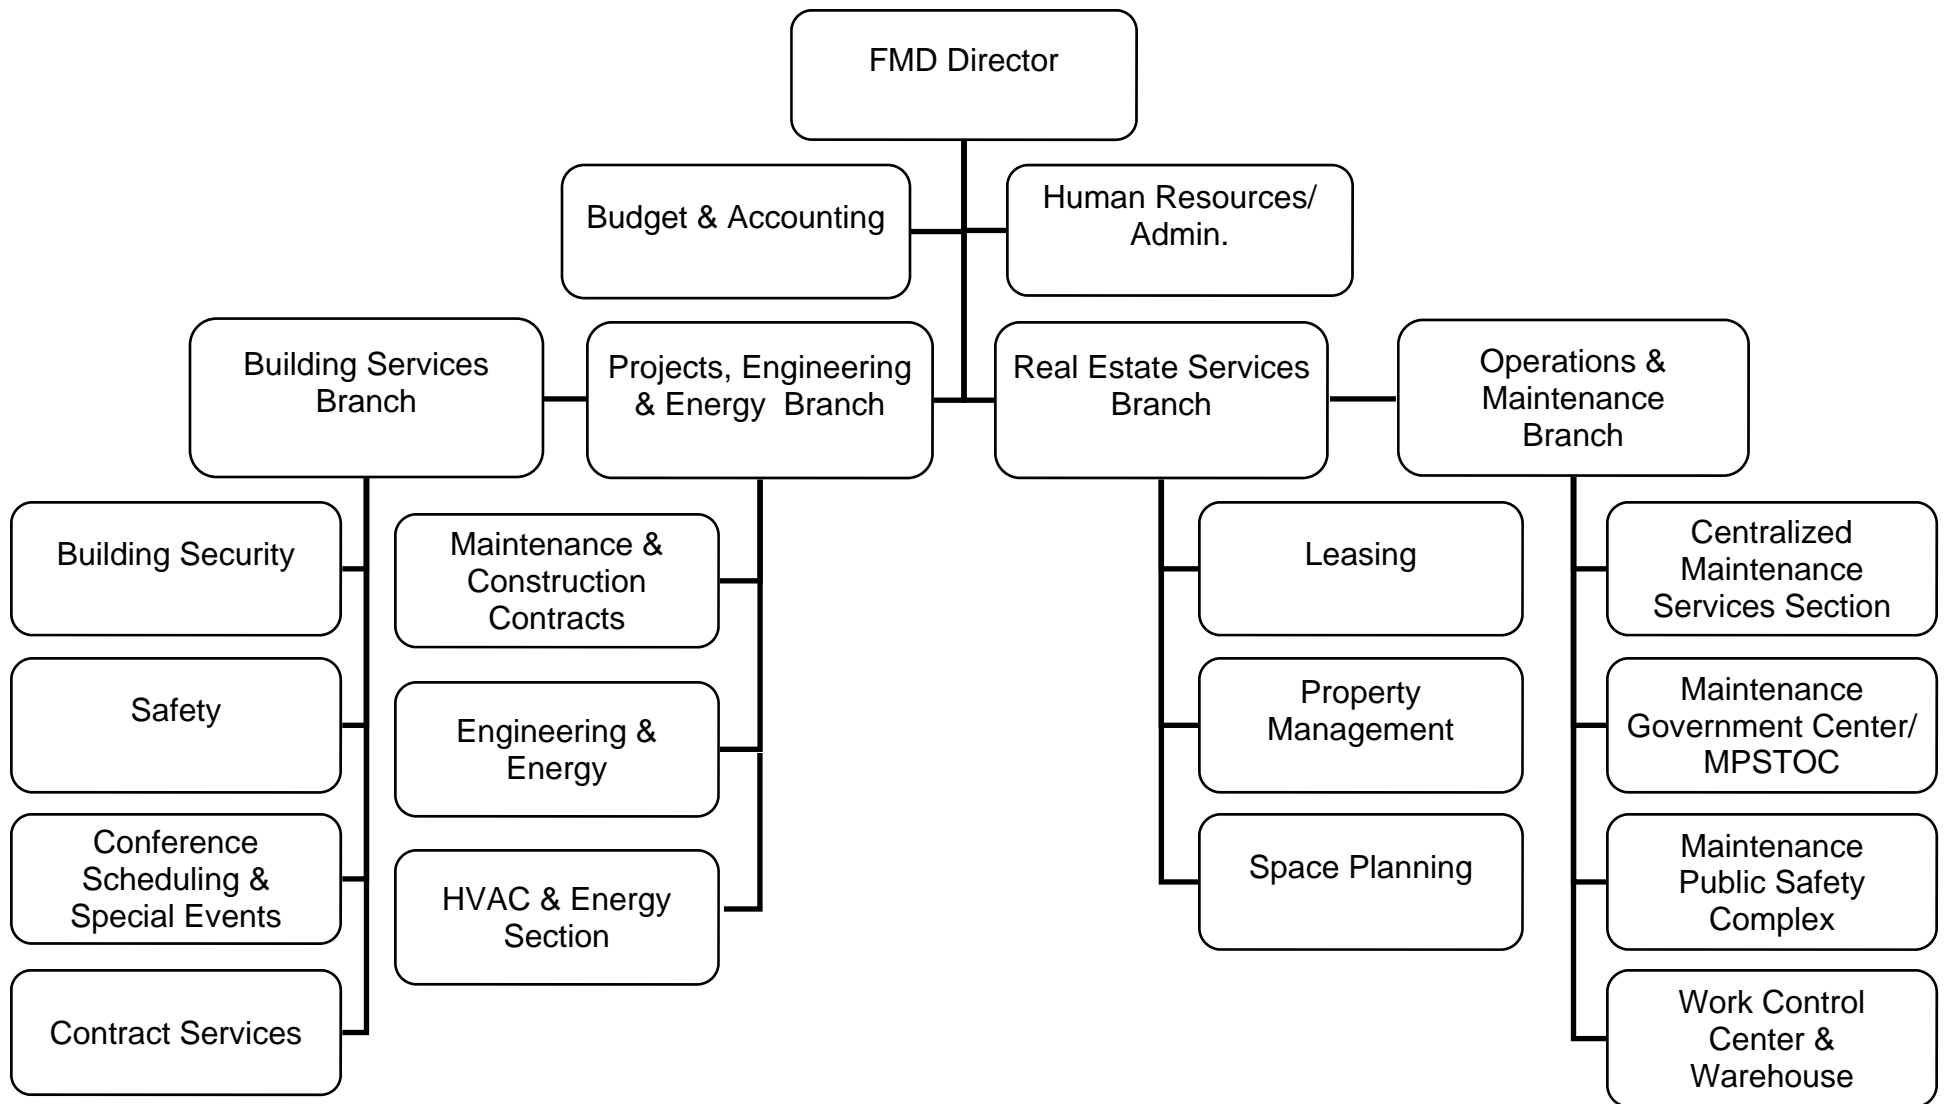 FMD Director
Budget & Accounting
Human Resources/
Admin.
Building Services
Branch
Projects, Engineering
& Energy  Branch
Real Estate Services
Branch
Operations &
Maintenance
Branch
Building Security
Safety
Conference
Scheduling &
Special Events
Contract Services
Maintenance &
Construction
Contracts
Engineering &
Energy
HVAC & Energy
Section
Leasing
Property
Management
Space Planning
Centralized
Maintenance
Services Section
Maintenance
Government Center/
MPSTOC
Maintenance
Public Safety
Complex
Work Control
Center &
Warehouse